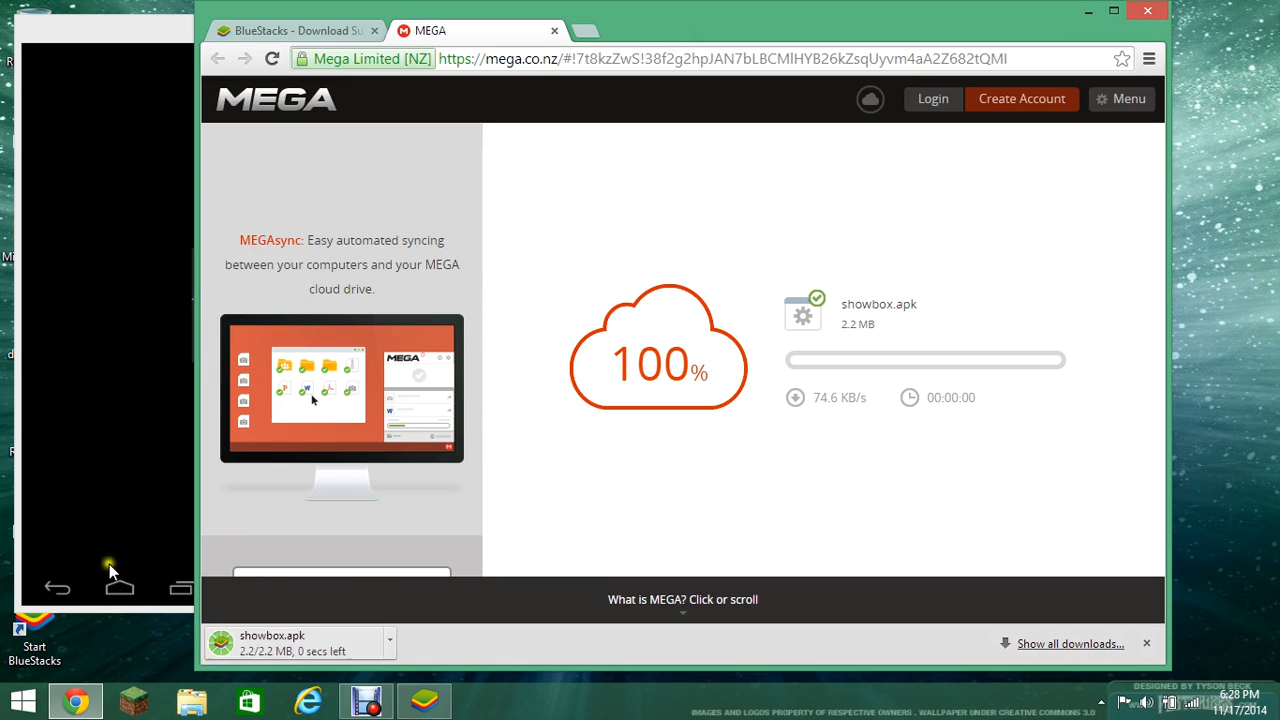 BlueStacks - Download Su
MEGA
Mega Limited [NZ]
https://mega.co.nz/#!7t8kzZwS!38f2g2hpJAN7bLBCMlHYB26kZsqUyvm4aA2Z682tQMI
MEGA
Login
Create Account
Menu
MEGAsync: Easy automated syncing
between your computers and your MEGA
cloud drive.
MEGA
100%
showbox.apk
2.2 MB
74.6 KB/s
00:00:00
What is MEGA? Click or scroll
showbox.apk
2.2/2.2 MB, 0 secs left
Show all downloads...
Start
BlueStacks
DESIGNED BY TYSON BECK
6:28 PM
11/17/2014
IMAGES AND LOGOS PROPERTY OF RESPECTIVE OWNERS . WALLPAPER UNDER CREATIVE COMMONS 3.0